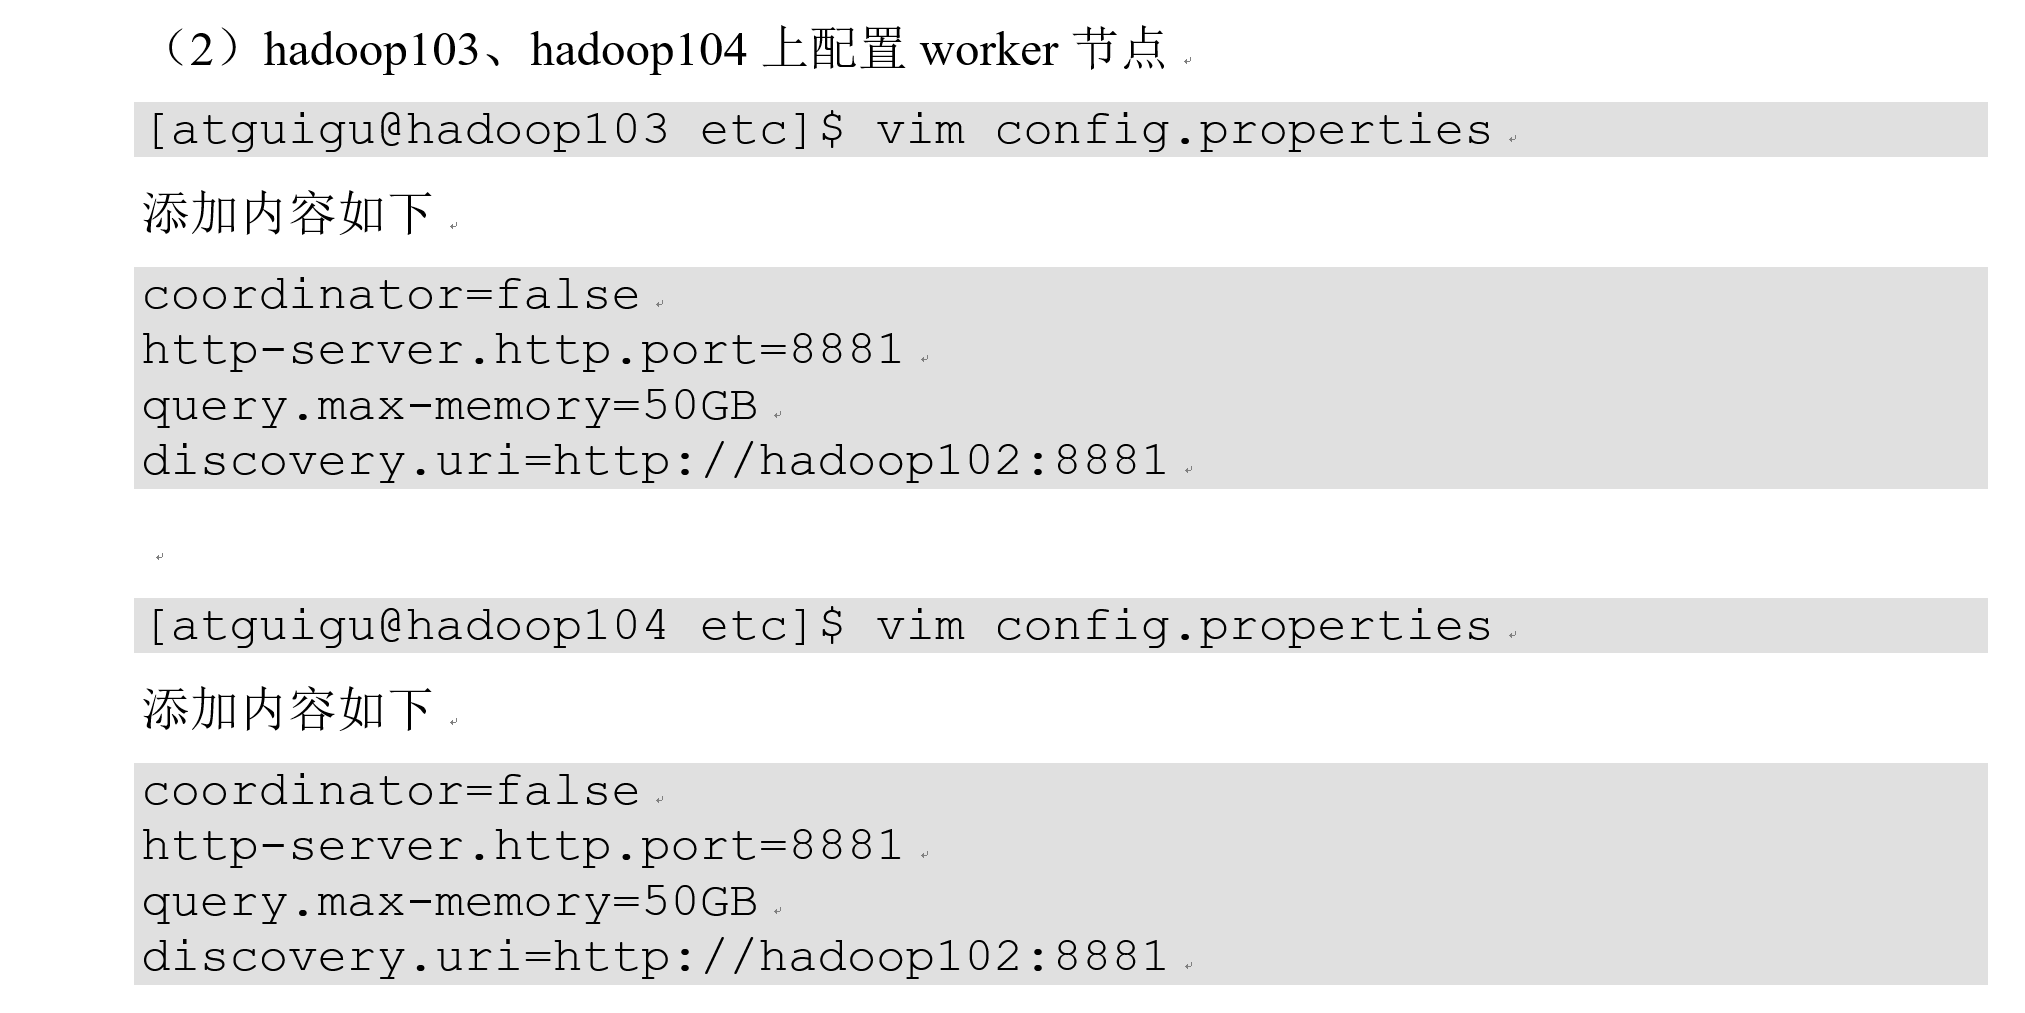 （2）hadoop103、hadoop104 上配置 worker 节点
[atguigu@hadoop103 etc]$ vim config.properties
添加内容如下
coordinator=false
http-server.http.port=8881
query.max-memory=50GB
discovery.uri=http://hadoop102:8881
[atguigu@hadoop104 etc]$ vim config.properties
添加内容如下
coordinator=false
http-server.http.port=8881
query.max-memory=50GB
discovery.uri=http://hadoop102:8881